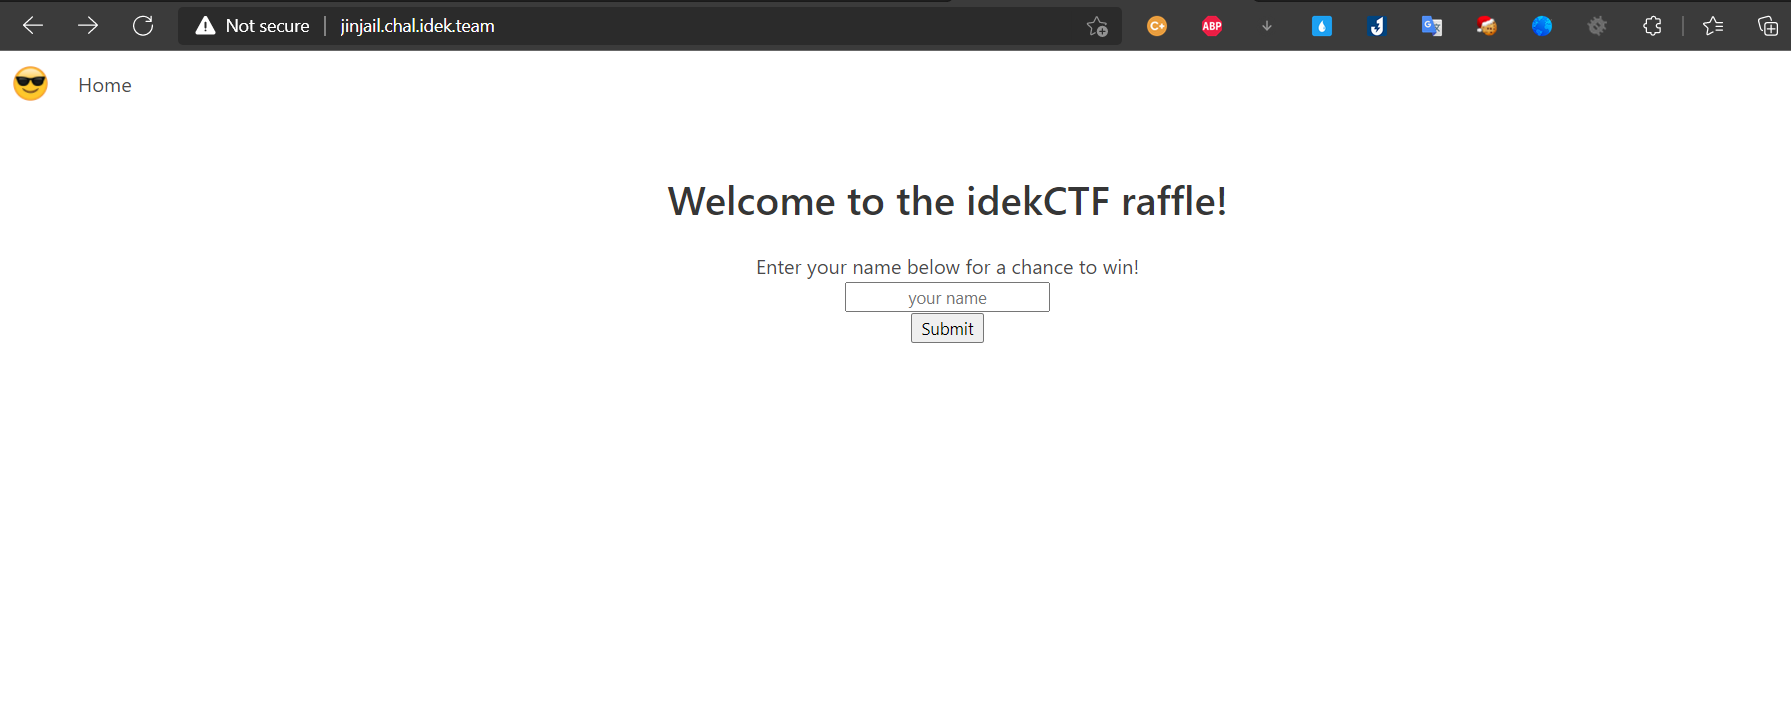 Not secure | jinjail.chal.idek.team
C+
ABP
G
Home
Welcome to the idekCTF raffle!
Enter your name below for a chance to win!
your name
Submit